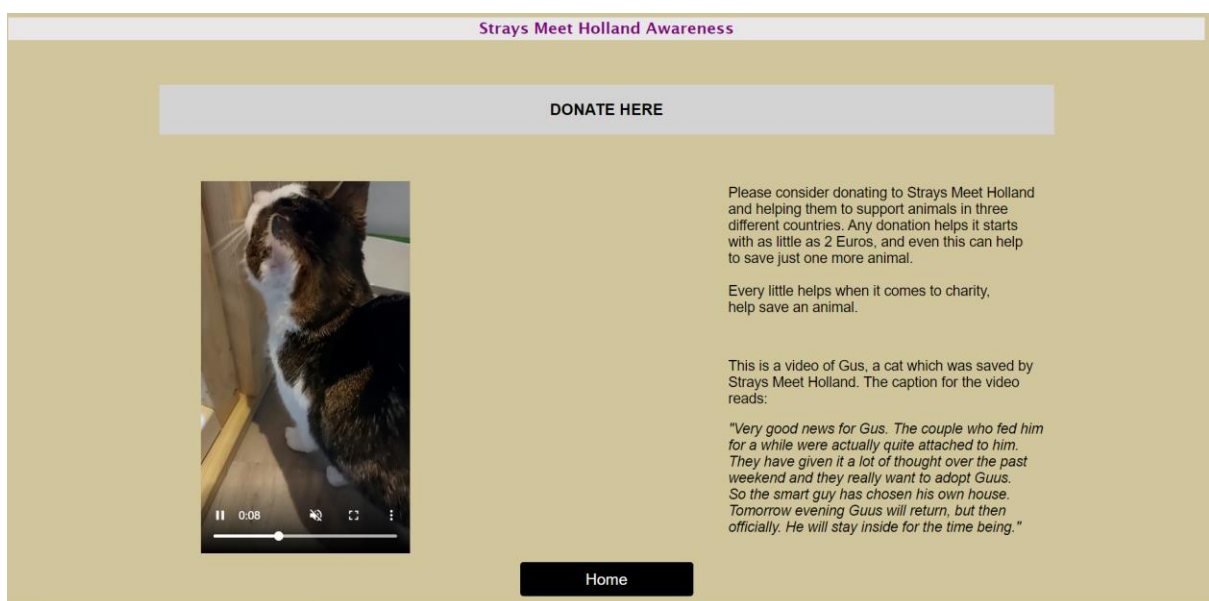 Strays Meet Holland Awareness
DONATE HERE
Please consider donating to Strays Meet Holland
and helping them to support animals in three
different countries. Any donation helps it starts
with as little as 2 Euros, and even this can help
to save just one more animal.
Every little helps when it comes to charity,
help save an animal.
This is a video of Gus, a cat which was saved by
Strays Meet Holland. The caption for the video
reads:
"Very good news for Gus. The couple who fed him
for a while were actually quite attached to him.
They have given it a lot of thought over the past
weekend and they really want to adopt Guus.
So the smart guy has chosen his own house.
Tomorrow evening Guus will return, but then
officially. He will stay inside for the time being."
0:08
Home